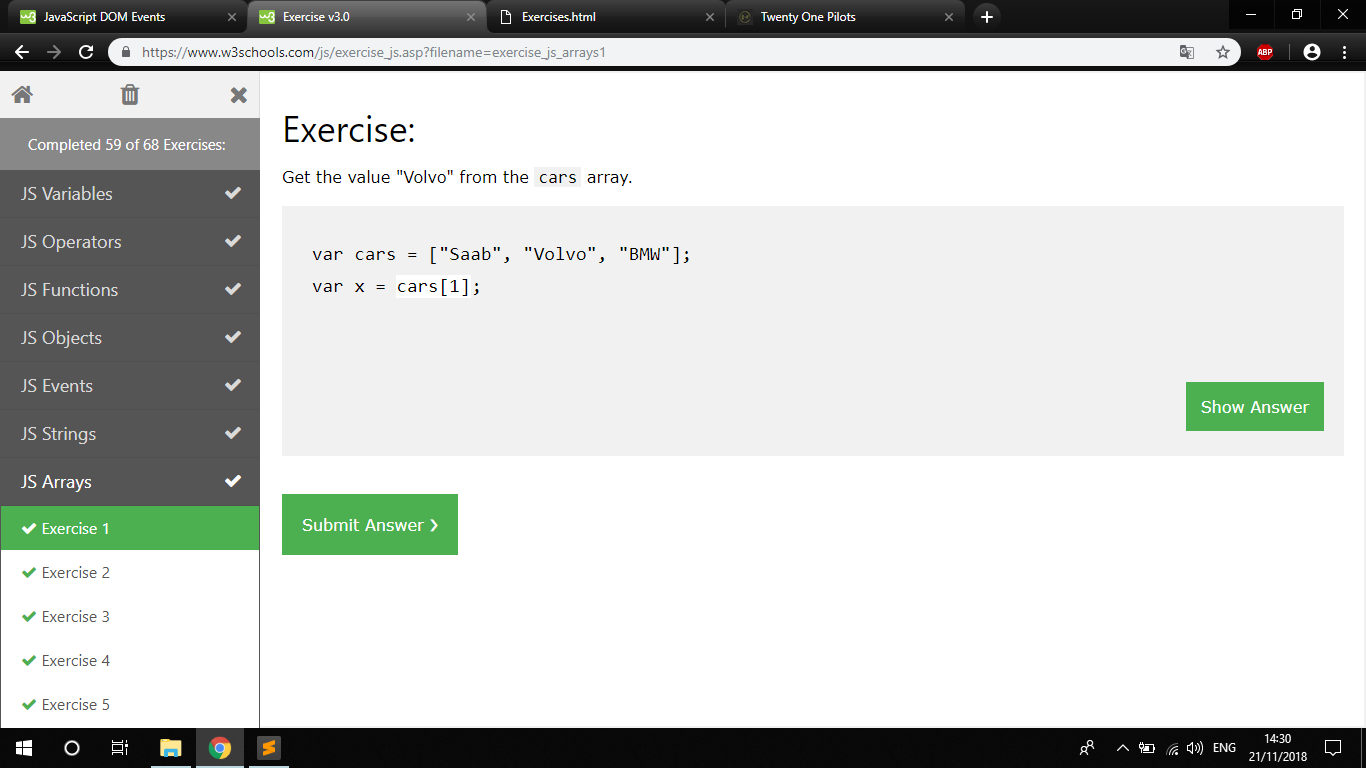 JavaScript DOM Events
Exercise v3.0
Exercises.html
Twenty One Pilots
https://www.w3schools.com/js/exercise_js.asp?filename=exercise_js_arrays1
ABP
Completed 59 of 68 Exercises:
JS Variables
JS Operators
JS Functions
JS Objects
JS Events
JS Strings
JS Arrays
Exercise 1
Exercise 2
Exercise 3
Exercise 4
Exercise 5
Exercise:
Get the value "Volvo" from the cars array.
var cars = ["Saab", "Volvo", "BMW"];
var x = cars[1];
Show Answer
Submit Answer ❯
ENG
14:30
21/11/2018